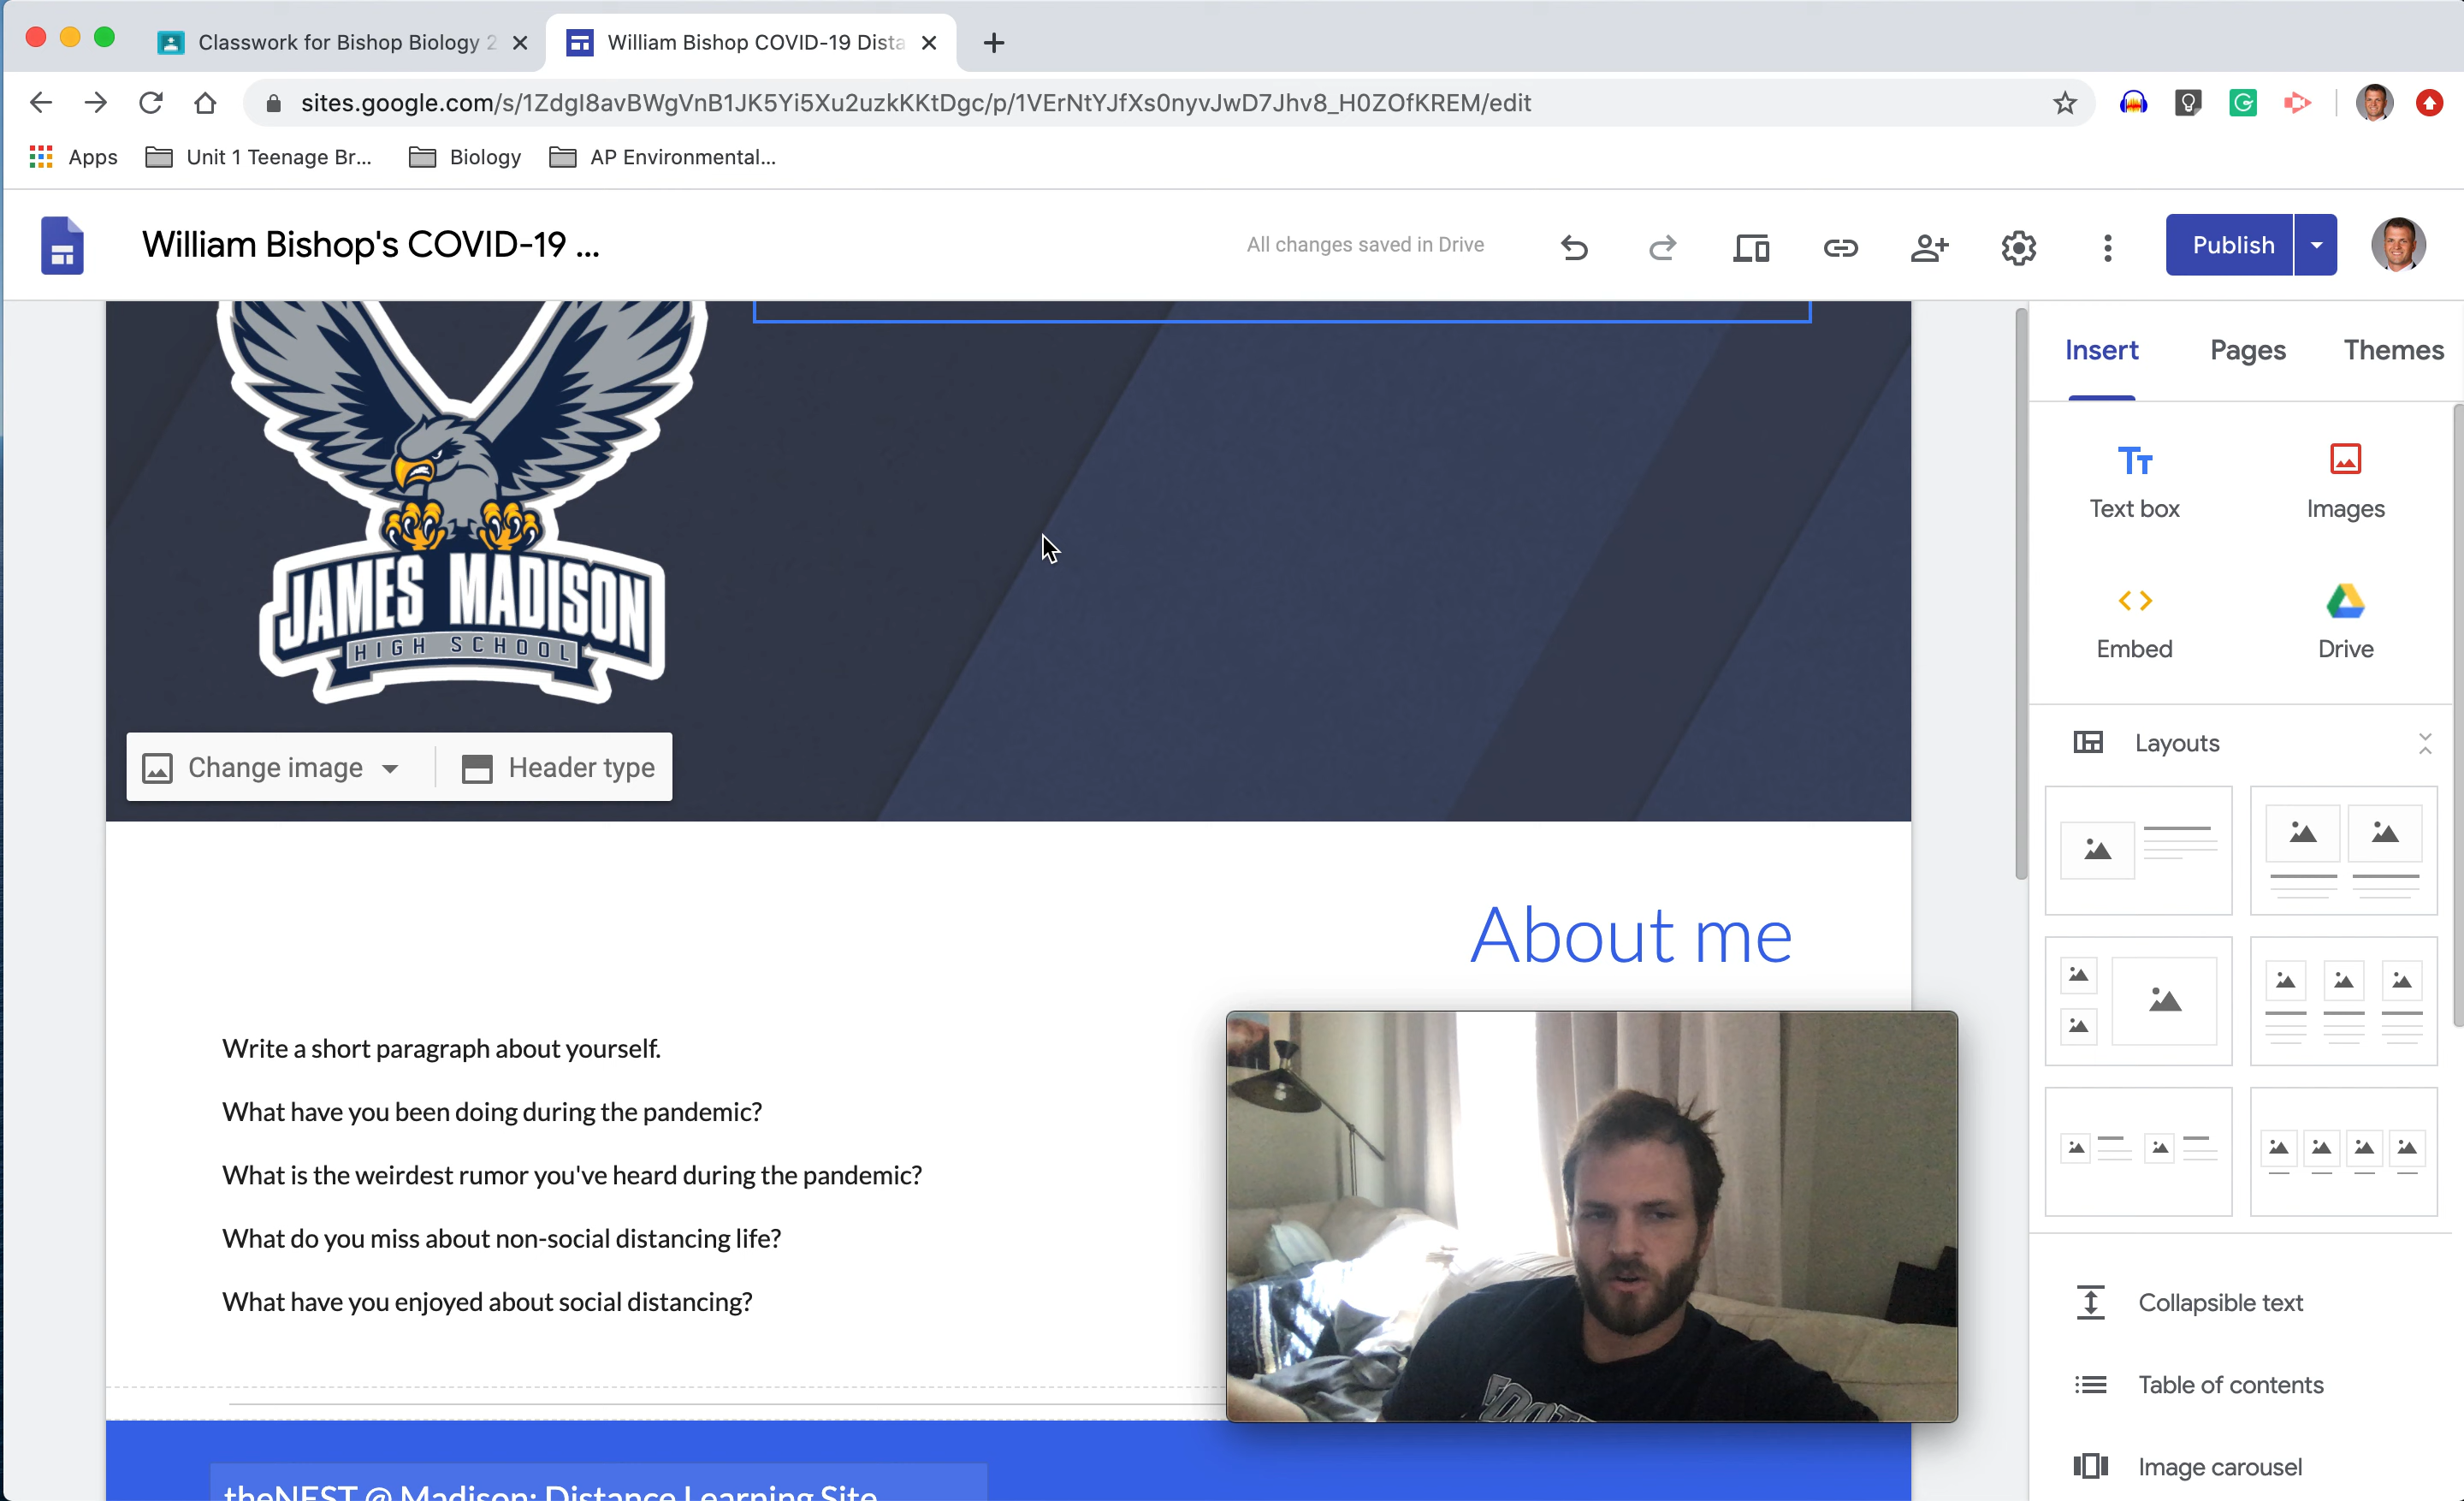 Classwork for Bishop Biology 2
William Bishop COVID-19 Dista
sites.google.com/s/1ZdgI8avBWgVnB1JK5Yi5Xu2uzkKKtDgc/p/1VErNtYJfXs0nyvJwD7Jhv8_H0ZOfKREM/edit
Apps
Unit 1 Teenage Br...
Biology
AP Environmental...
William Bishop's COVID-19 ...
All changes saved in Drive
Publish
Insert
Pages
Themes
JAMES MADISON
HIGH SCHOOL
Change image
Header type
Text box
Images
Embed
Drive
Layouts
About me
Write a short paragraph about yourself.
What have you been doing during the pandemic?
What is the weirdest rumor you've heard during the pandemic?
What do you miss about non-social distancing life?
What have you enjoyed about social distancing?
Collapsible text
Table of contents
Image carousel
theNEST @ Madison: Distance Learning Site